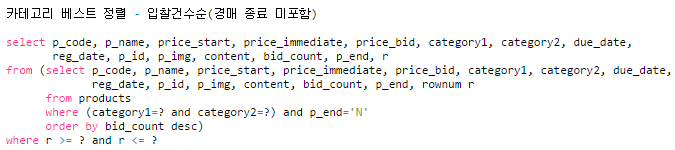 카테고리 베스트 정렬 - 입찰건수순(경매 종료 미포함)
select p_code, p_name, price_start, price_immediate, price_bid, category1, category2, due_date,
reg_date, p_id, p_img, content, bid_count, p_end, r
from (select p_code, p_name, price_start, price_immediate, price_bid, category1, category2, due_date,
reg_date, p_id, p_img, content, bid_count, p_end, rownum r
from products
where (category1=? and category2=?) and p_end='N'
order by bid_count desc)
where r >= ? and r <= ?